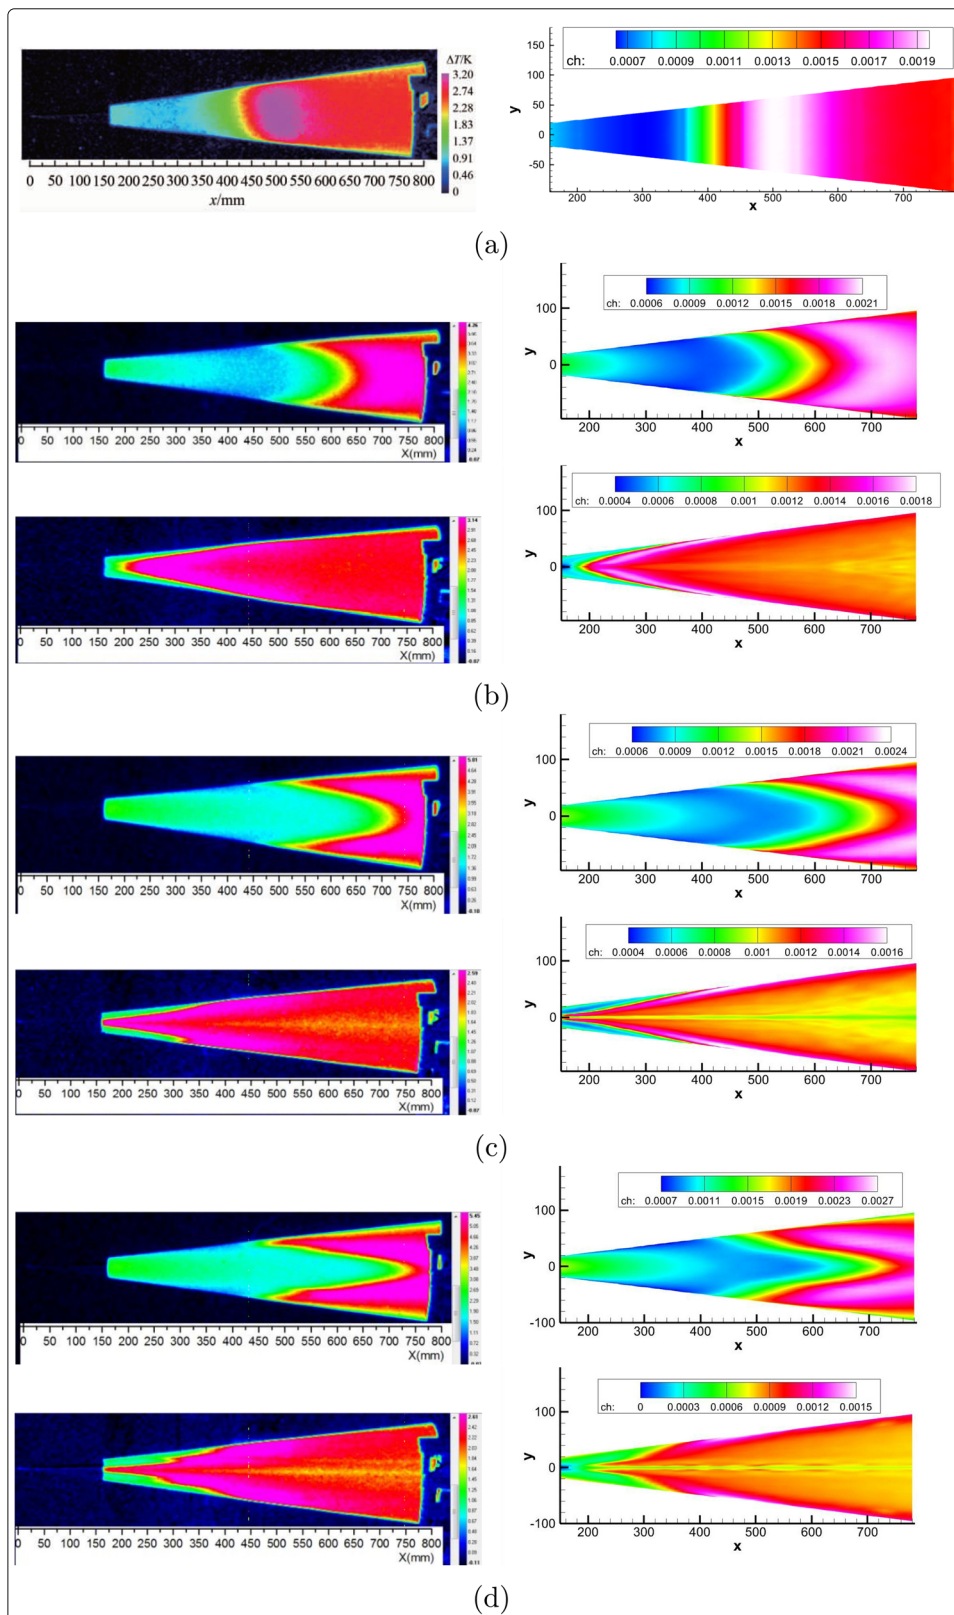 ΔT/K
3.20
2.74
2.28
1.83
1.37
0.91
0.46
0
0 50 100 150 200 250 300 350 400 450 500 550 600 650 700 750 800
x/mm
ch: 0.0007 0.0009 0.0011 0.0013 0.0015 0.0017 0.0019
y
150
100
50
0
-50
200 300 400 500 600 700
x
(a)
0 50 100 150 200 250 300 350 400 450 500 550 600 650 700 750 800
X(mm)
ch: 0.0006 0.0009 0.0012 0.0015 0.0018 0.0021
y
100
0
200 300 400 500 600 700
x
0 50 100 150 200 250 300 350 400 450 500 550 600 650 700 750 800
X(mm)
ch: 0.0004 0.0006 0.0008 0.001 0.0012 0.0014 0.0016 0.0018
y
100
0
200 300 400 500 600 700
x
(b)
0 50 100 150 200 250 300 350 400 450 500 550 600 650 700 750 800
X(mm)
ch: 0.0006 0.0009 0.0012 0.0015 0.0018 0.0021 0.0024
y
100
0
200 300 400 500 600 700
x
0 50 100 150 200 250 300 350 400 450 500 550 600 650 700 750 800
X(mm)
ch: 0.0004 0.0006 0.0008 0.001 0.0012 0.0014 0.0016
y
100
0
200 300 400 500 600 700
x
(c)
0 50 100 150 200 250 300 350 400 450 500 550 600 650 700 750 800
X(mm)
ch: 0.0007 0.0011 0.0015 0.0019 0.0023 0.0027
y
100
0
-100
200 300 400 500 600 700
x
0 50 100 150 200 250 300 350 400 450 500 550 600 650 700 750 800
X(mm)
ch: 0 0.0003 0.0006 0.0009 0.0012 0.0015
y
100
0
-100
200 300 400 500 600 700
x
(d)